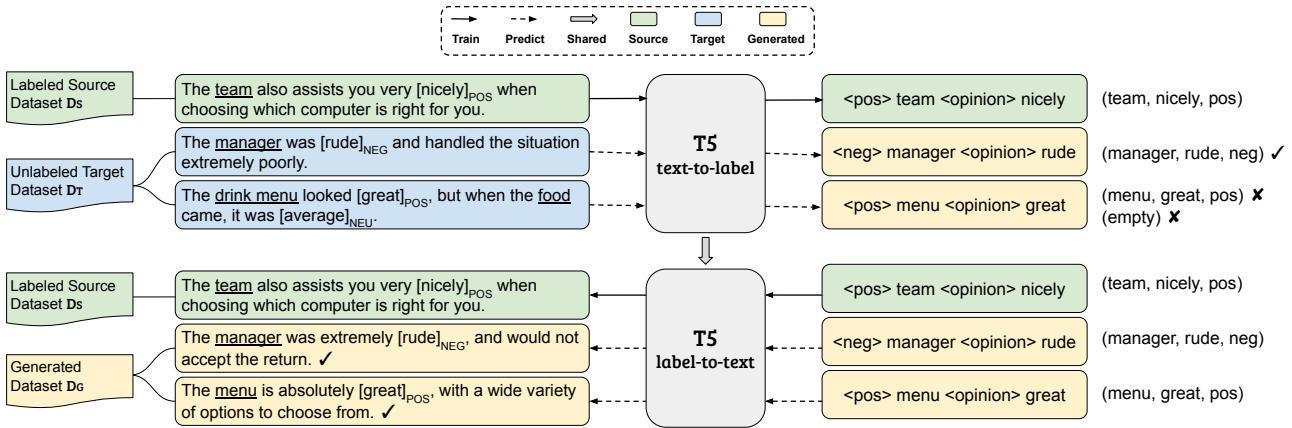 Train Predict Shared Source Target Generated
Labeled Source
Dataset DS
The team also assists you very [nicely]POS when
choosing which computer is right for you.
<pos> team <opinion> nicely
(team, nicely, pos)
Unlabeled Target
Dataset DT
The manager was [rude]NEG and handled the situation
extremely poorly.
T5
text-to-label
<neg> manager <opinion> rude
(manager, rude, neg) ✓
The drink menu looked [great]POS, but when the food
came, it was [average]NEU.
<pos> menu <opinion> great
(menu, great, pos) ✘
(empty) ✘
Labeled Source
Dataset DS
The team also assists you very [nicely]POS when
choosing which computer is right for you.
<pos> team <opinion> nicely
(team, nicely, pos)
Generated
Dataset DG
The manager was extremely [rude]NEG, and would not
accept the return. ✓
T5
label-to-text
<neg> manager <opinion> rude
(manager, rude, neg)
The menu is absolutely [great]POS, with a wide variety
of options to choose from. ✓
<pos> menu <opinion> great
(menu, great, pos)